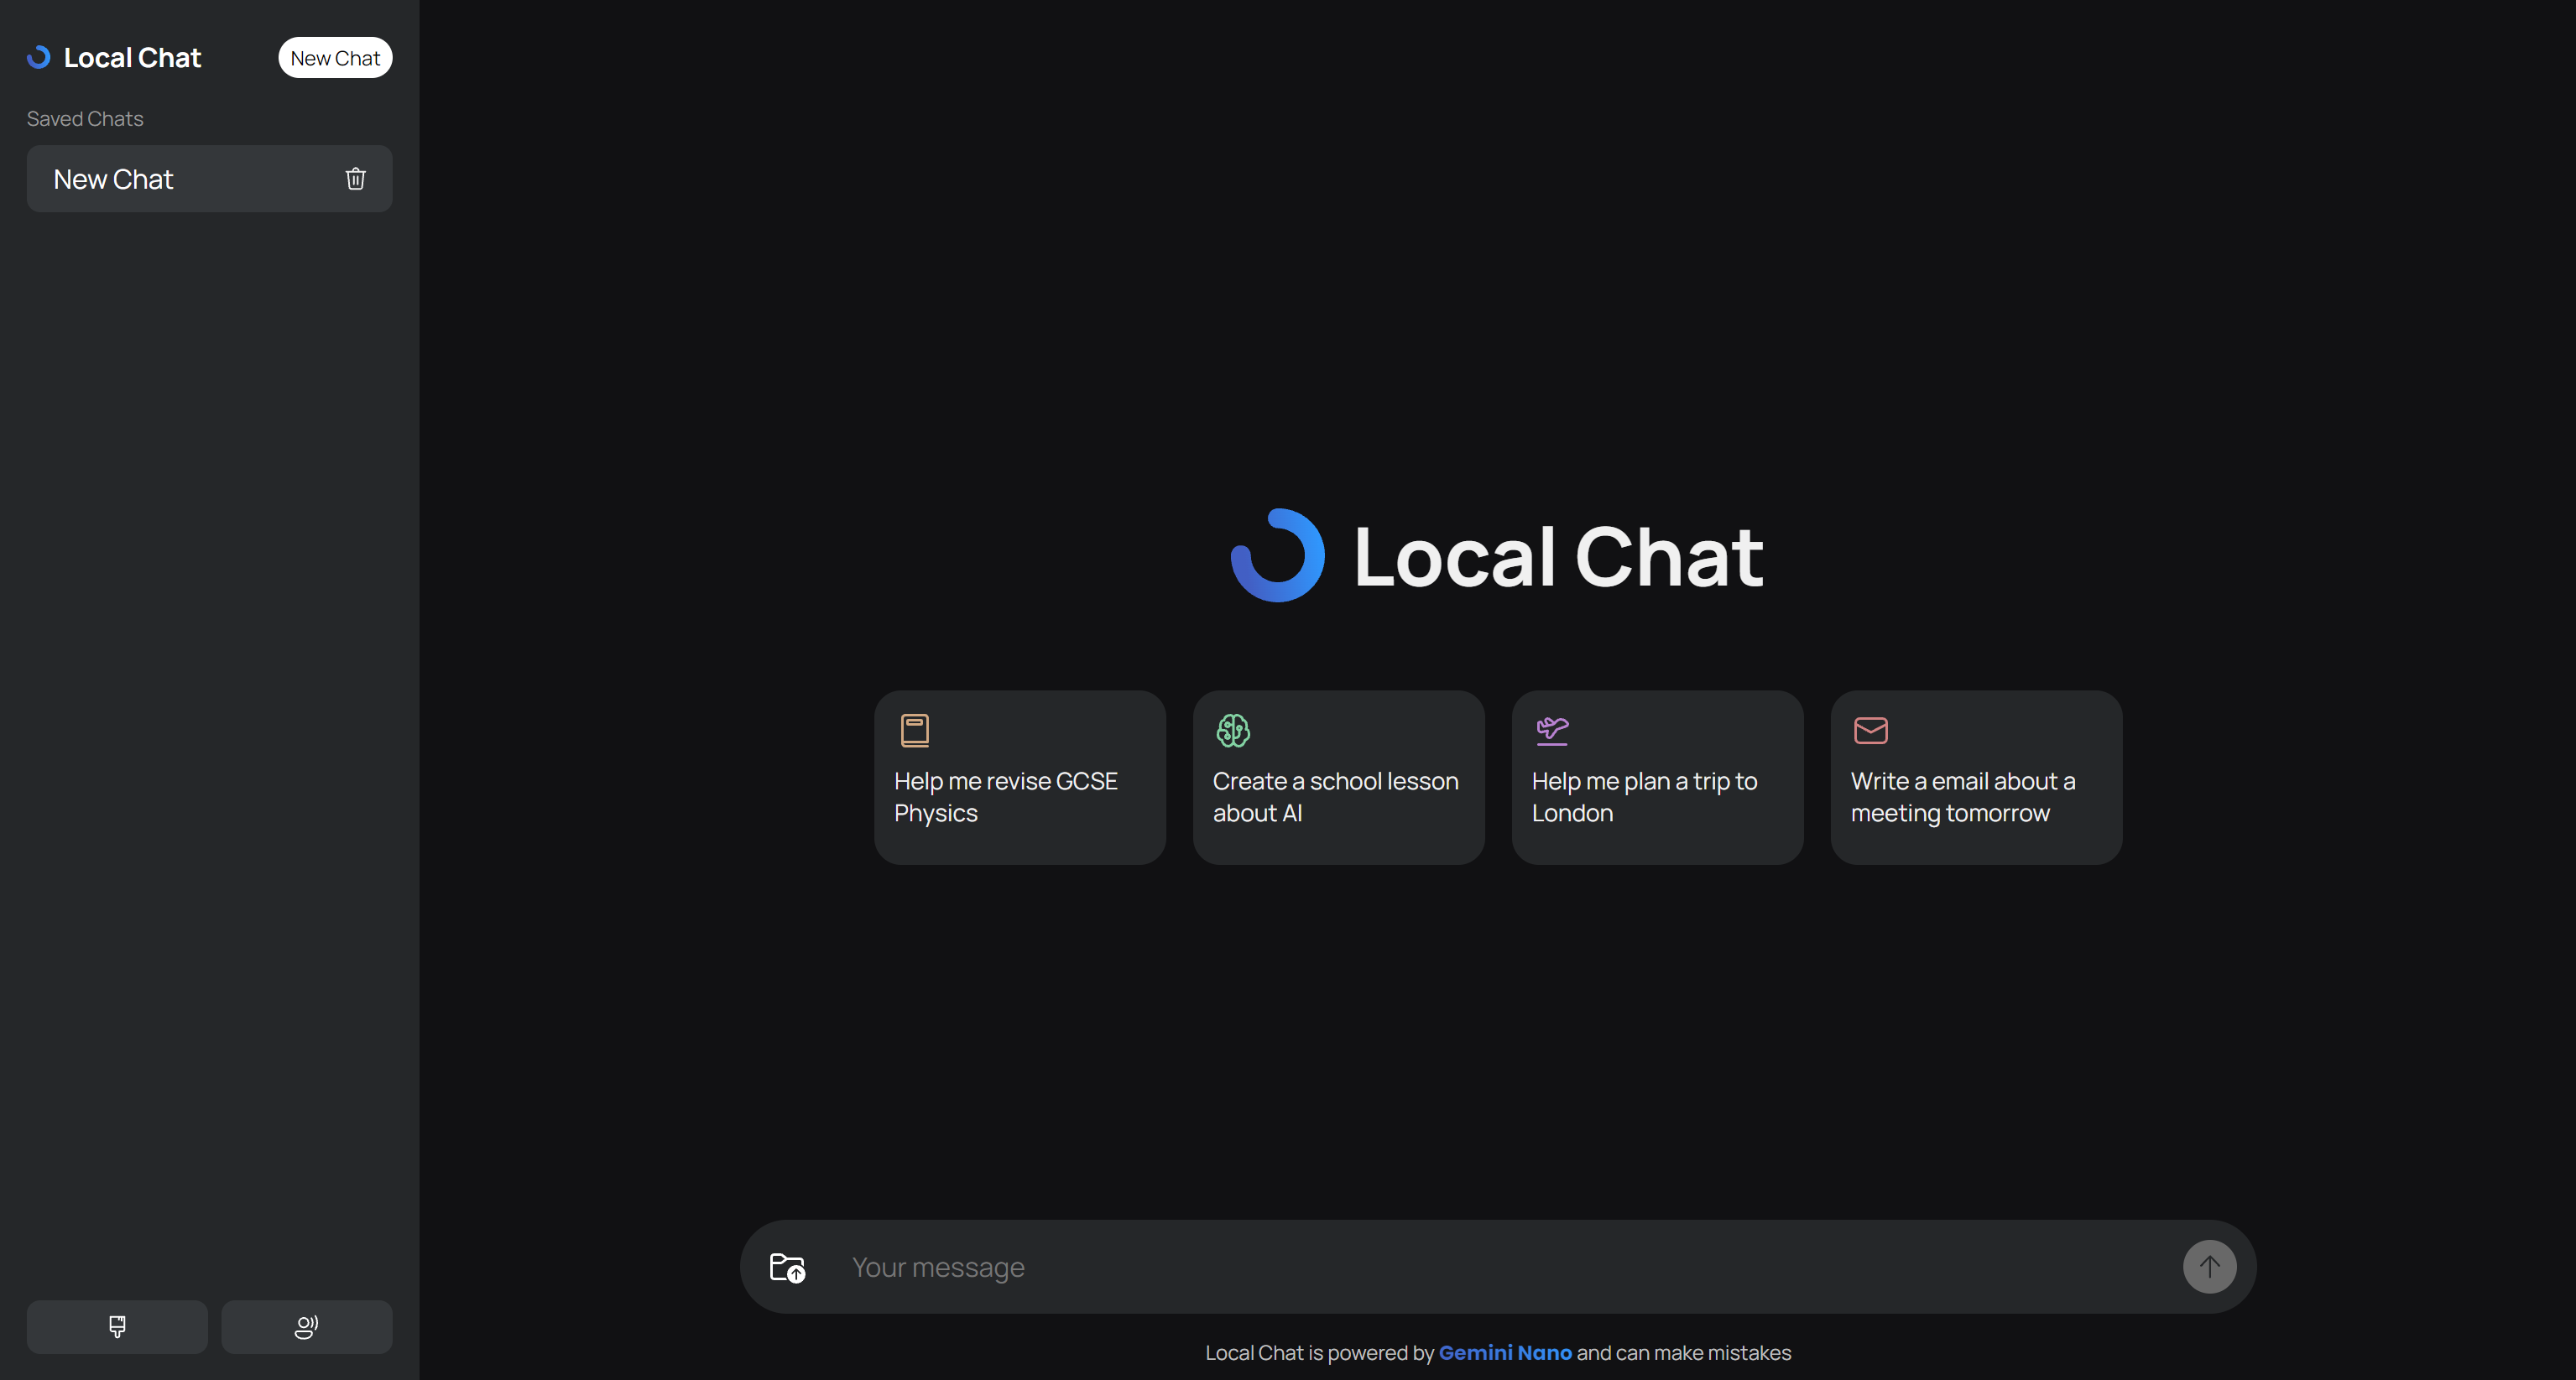 Local Chat
New Chat
Saved Chats
New Chat
Local Chat
Help me revise GCSE
Physics
Create a school lesson
about AI
Help me plan a trip to
London
Write a email about a
meeting tomorrow
Your message
Local Chat is powered by Gemini Nano and can make mistakes